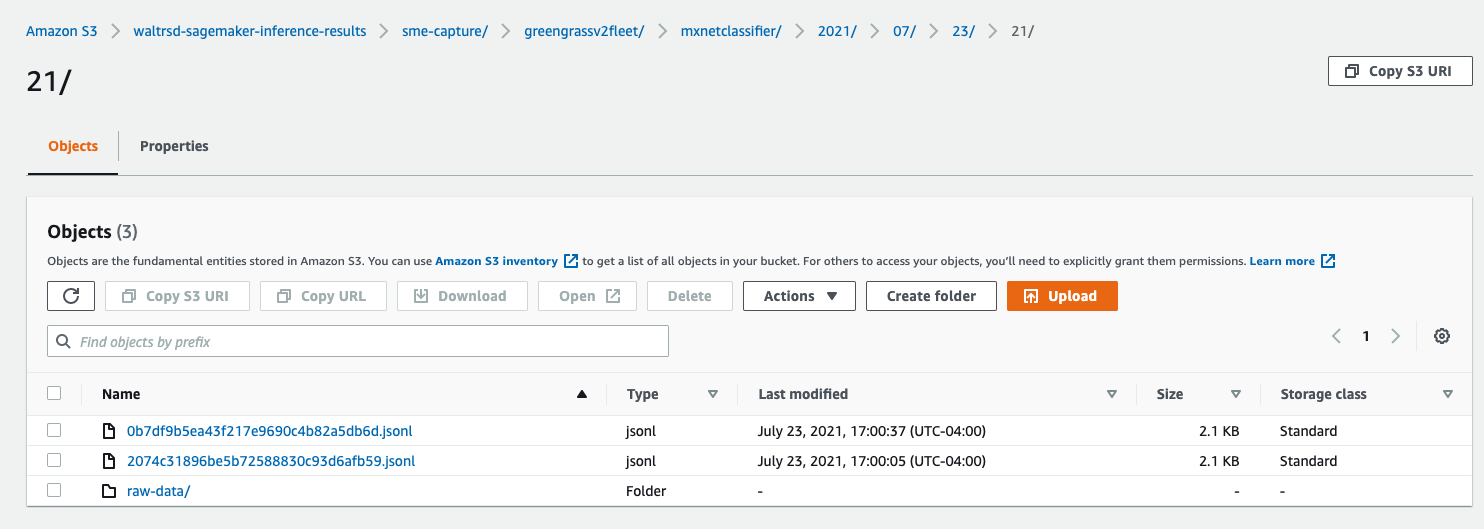 Amazon S3 > waltrsd-sagemaker-inference-results > sme-capture/ > greengrassv2fleet/ > mxnetclassifier/ > 2021/ > 07/ > 23/ > 21/
21/
Copy S3 URI
Objects Properties
Objects (3)
Objects are the fundamental entities stored in Amazon S3. You can use Amazon S3 inventory to get a list of all objects in your bucket. For others to access your objects, you'll need to explicitly grant them permissions. Learn more
Copy S3 URI Copy URL Download Open Delete Actions Create folder Upload
Find objects by prefix
1
Name Type Last modified Size Storage class
0b7df9b5ea43f217e9690c4b82a5db6d.jsonl jsonl July 23, 2021, 17:00:37 (UTC-04:00) 2.1 KB Standard
2074c31896be5b72588830c93d6afb59.jsonl jsonl July 23, 2021, 17:00:05 (UTC-04:00) 2.1 KB Standard
raw-data/ Folder - - -